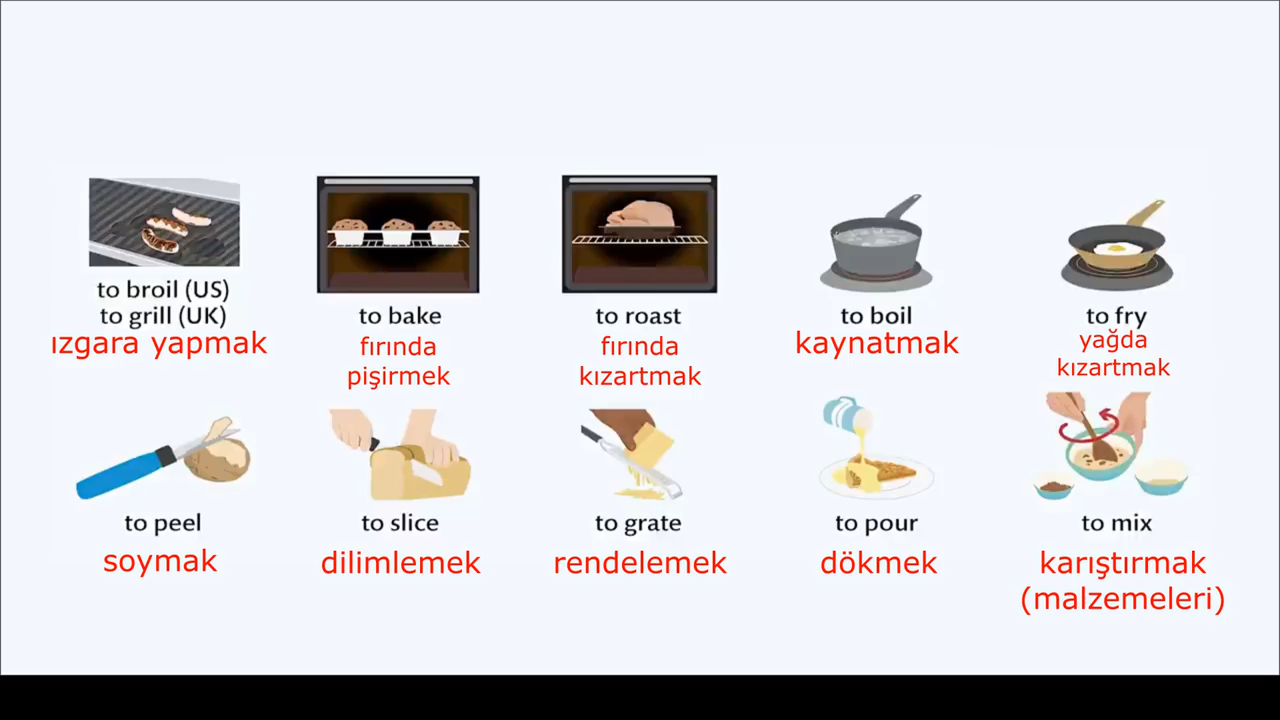 to broil (US)
to grill (UK)
ızgara yapmak
to bake
fırında
pişirmek
to roast
fırında
kızartmak
to boil
kaynatmak
to fry
yağda
kızartmak
to peel
soymak
to slice
dilimlemek
to grate
rendelemek
to pour
dökmek
to mix
karıştırmak
(malzemeleri)